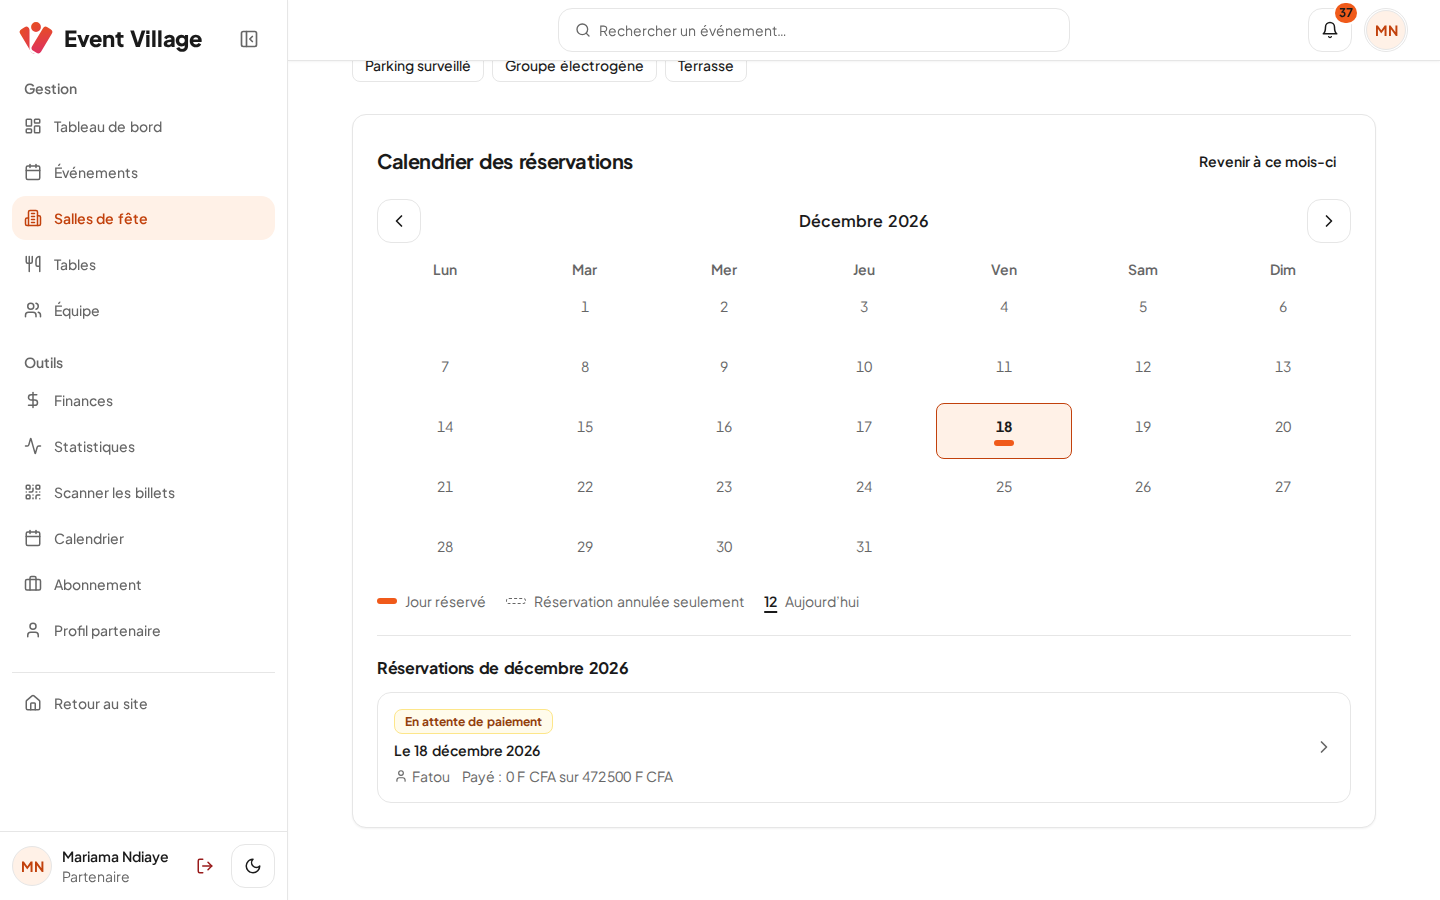 Event Village
Rechercher un événement…
37
MN
Gestion
Tableau de bord
Événements
Salles de fête
Tables
Équipe
Outils
Finances
Statistiques
Scanner les billets
Calendrier
Abonnement
Profil partenaire
Retour au site
MN
Mariama Ndiaye
Partenaire
Parking surveillé Groupe électrogène Terrasse
Calendrier des réservations
Revenir à ce mois-ci
Décembre 2026
Lun Mar Mer Jeu Ven Sam Dim
1 2 3 4 5 6
7 8 9 10 11 12 13
14 15 16 17 18 19 20
21 22 23 24 25 26 27
28 29 30 31
Jour réservé Réservation annulée seulement 12 Aujourd’hui
Réservations de décembre 2026
En attente de paiement
Le 18 décembre 2026
Fatou Payé : 0 F CFA sur 472 500 F CFA